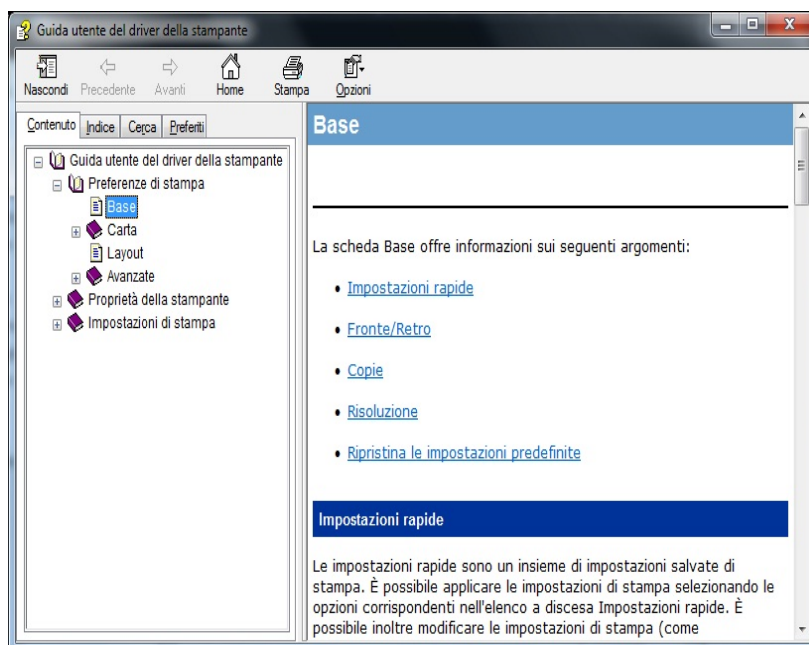 Guida utente del driver della stampante
Nascondi Precedente Avanti Home Stampa Opzioni
Contenuto Indice Cerca Preferiti
Guida utente del driver della stampante
Preferenze di stampa
Base
Carta
Layout
Avanzate
Proprietà della stampante
Impostazioni di stampa
Base
La scheda Base offre informazioni sui seguenti argomenti:
• Impostazioni rapide
• Fronte/Retro
• Copie
• Risoluzione
• Ripristina le impostazioni predefinite
Impostazioni rapide
Le impostazioni rapide sono un insieme di impostazioni salvate di
stampa. È possibile applicare le impostazioni di stampa selezionando le
opzioni corrispondenti nell'elenco a discesa Impostazioni rapide. È
possibile inoltre modificare le impostazioni di stampa (come